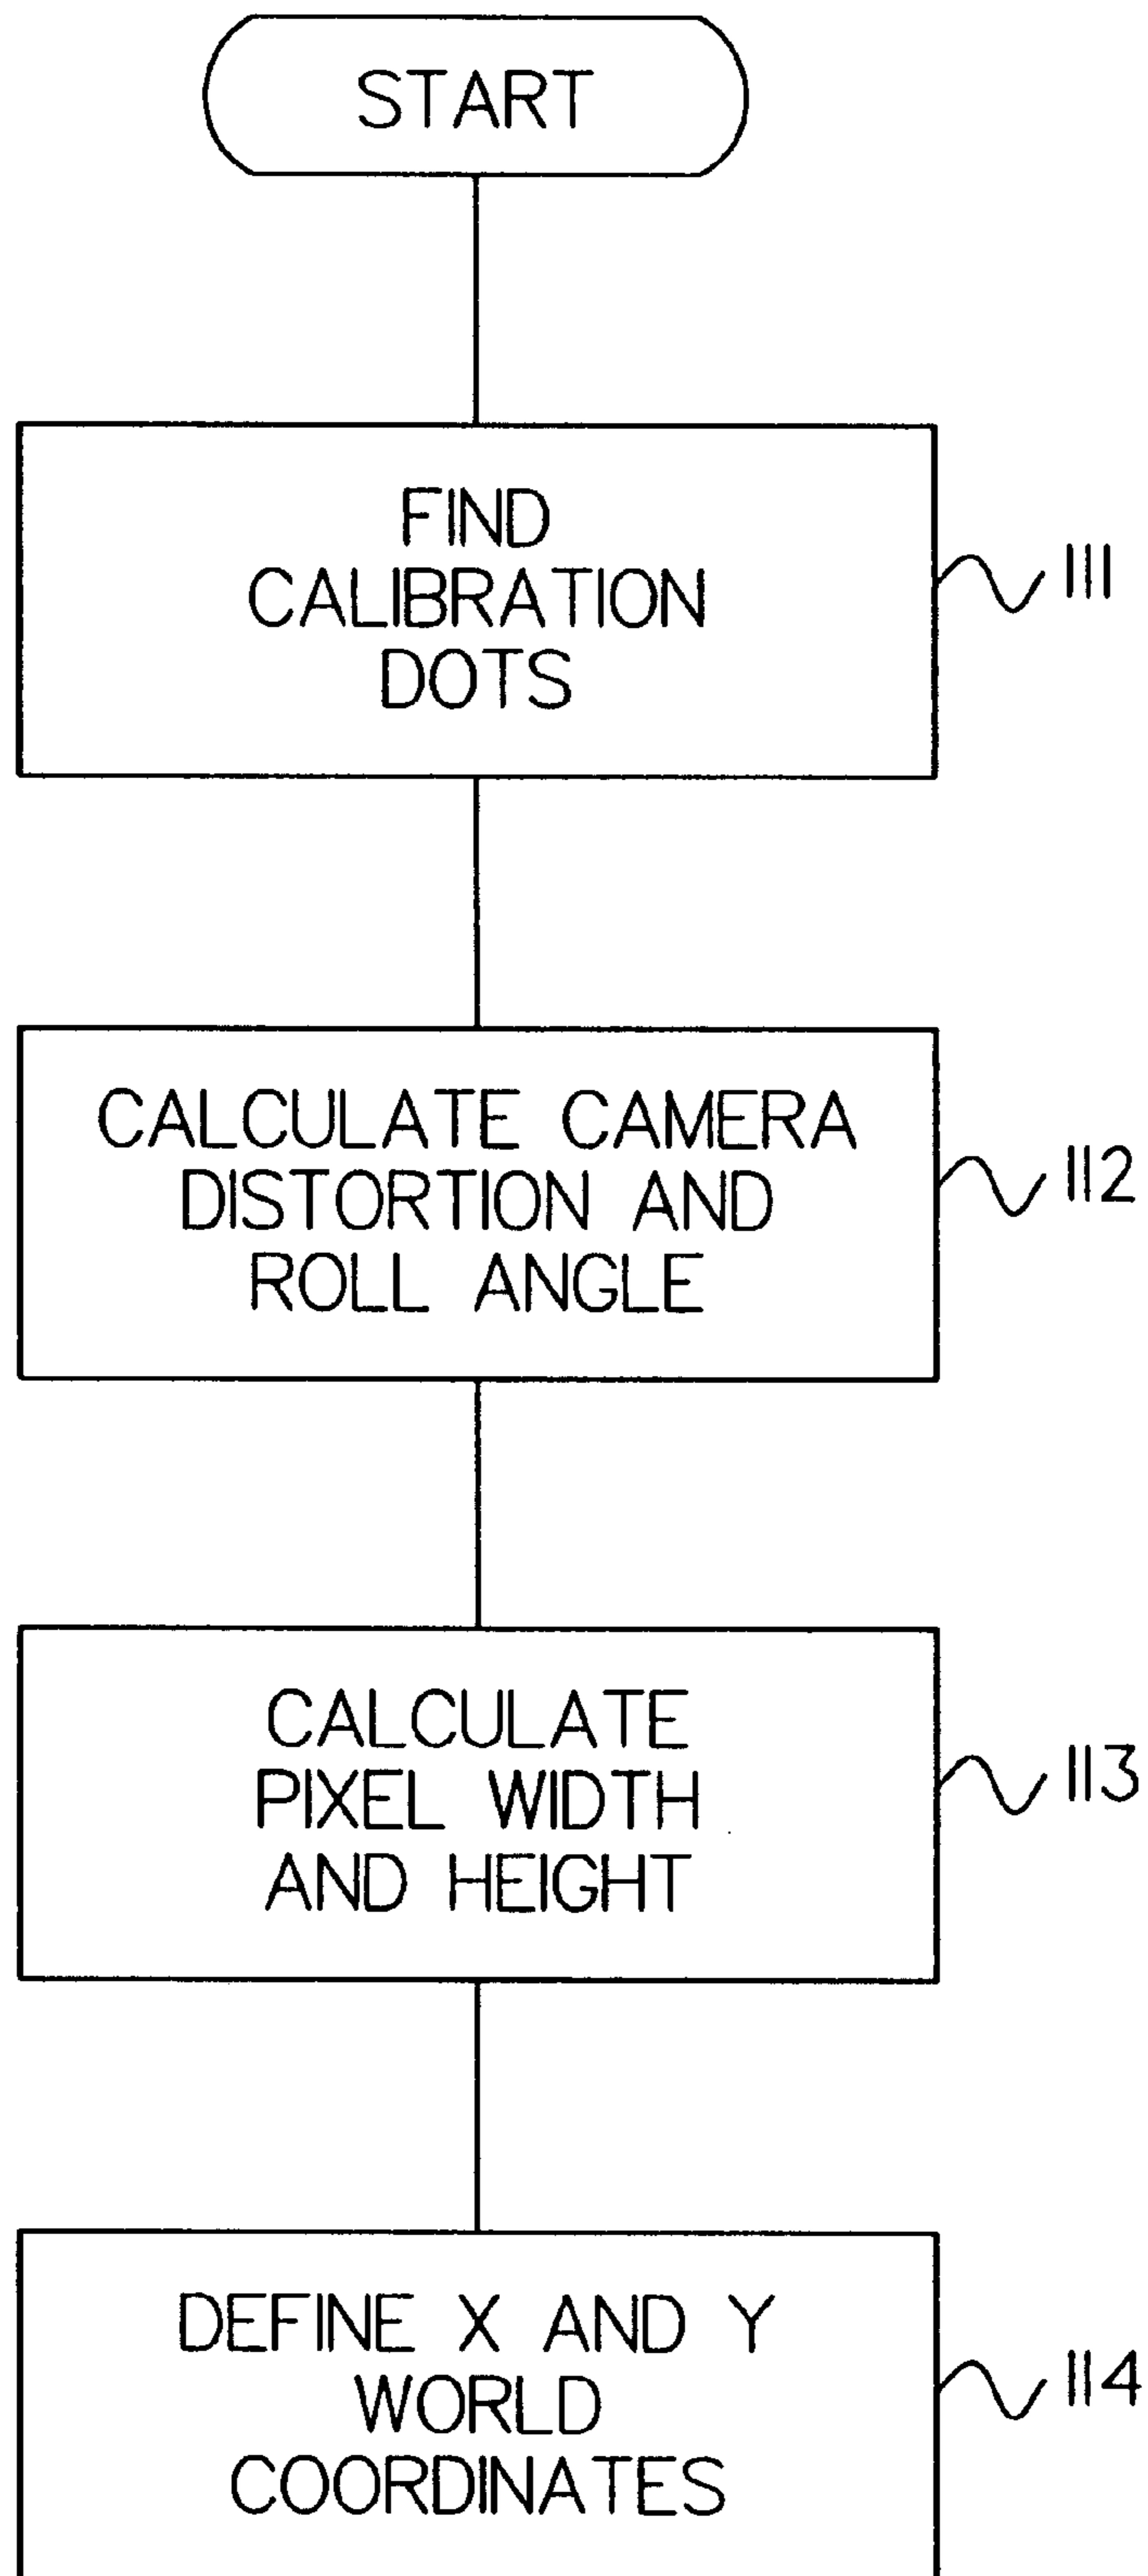 START
FIND
CALIBRATION
DOTS
111
CALCULATE CAMERA
DISTORTION AND
ROLL ANGLE
112
CALCULATE
PIXEL WIDTH
AND HEIGHT
113
DEFINE X AND Y
WORLD
COORDINATES
114